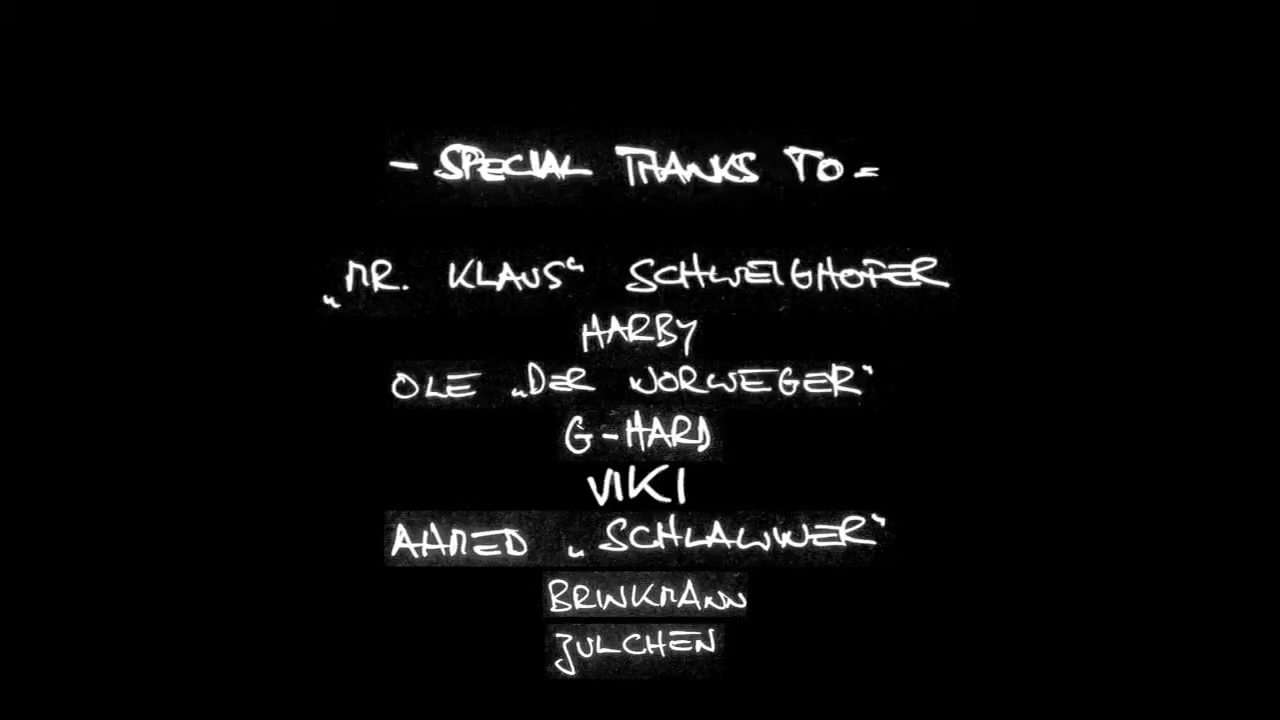 - SPECIAL THANKS TO =
„MR. KLAUS“ SCHWEIGHOFER
HARBY
OLE „DER NORWEGER“
G-HARD
VIKI
AHMED „SCHLAWINER“
BRINKMANN
JULCHEN